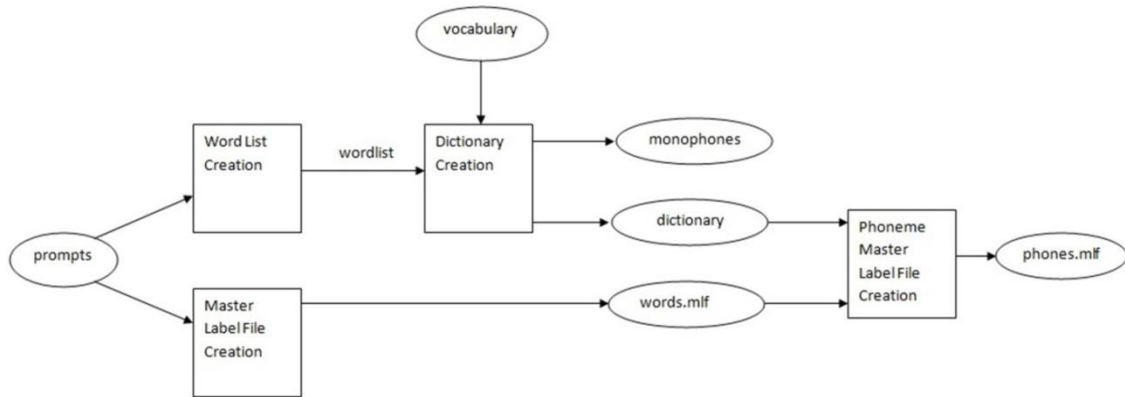 vocabulary
Word List
Creation
wordlist
Dictionary
Creation
monophones
dictionary
prompts
Master
Label File
Creation
words.mlf
Phoneme
Master
Label File
Creation
phones.mlf